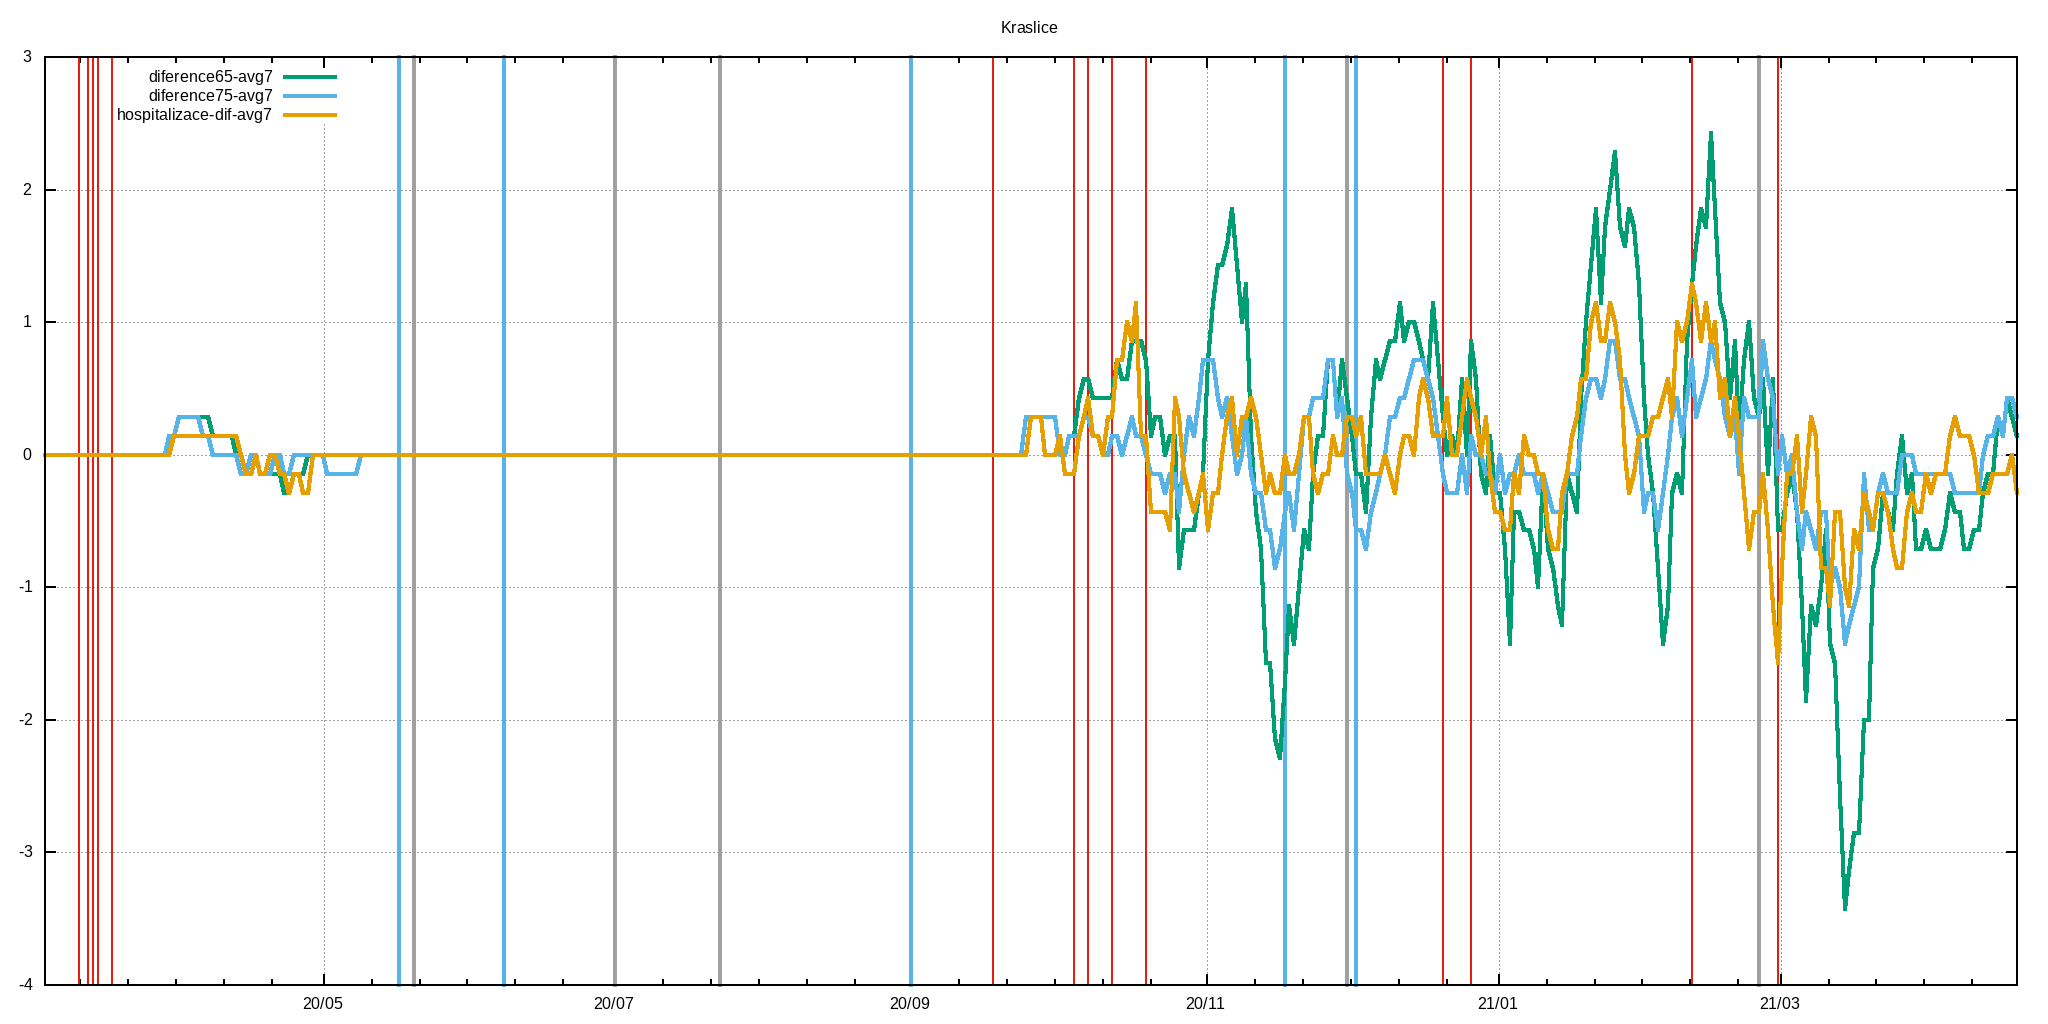 Kraslice
3
diference65-avg7
diference75-avg7
hospitalizace-dif-avg7
2
1
0
-1
-2
-3
-4
20/05 20/07 20/09 20/11 21/01 21/03